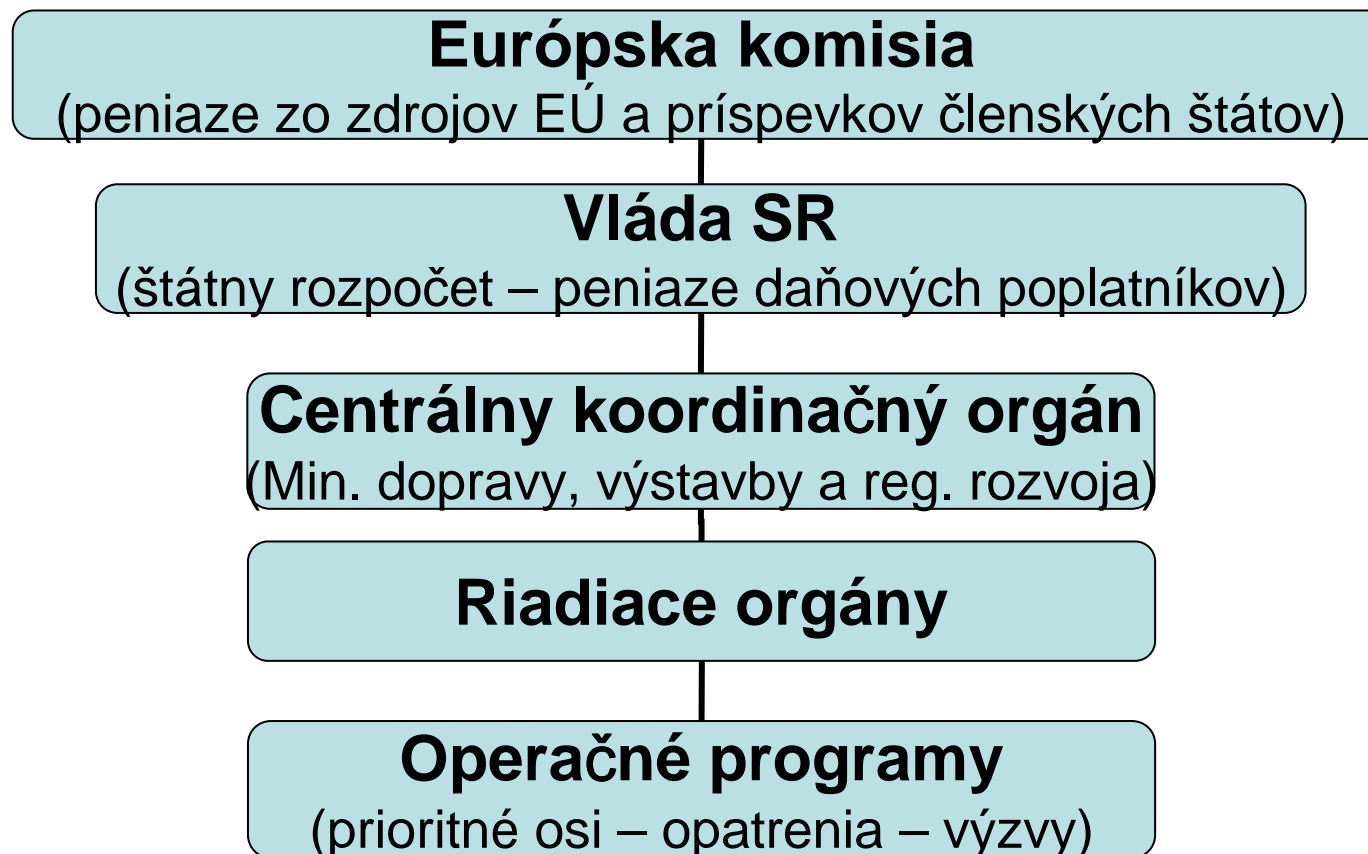 Európska komisia
(peniaze zo zdrojov EÚ a príspevkov členských štátov)
Vláda SR
(štátny rozpočet – peniaze daňových poplatníkov)
Centrálny koordinačný orgán
(Min. dopravy, výstavby a reg. rozvoja)
Riadiace orgány
Operačné programy
(prioritné osi – opatrenia – výzvy)